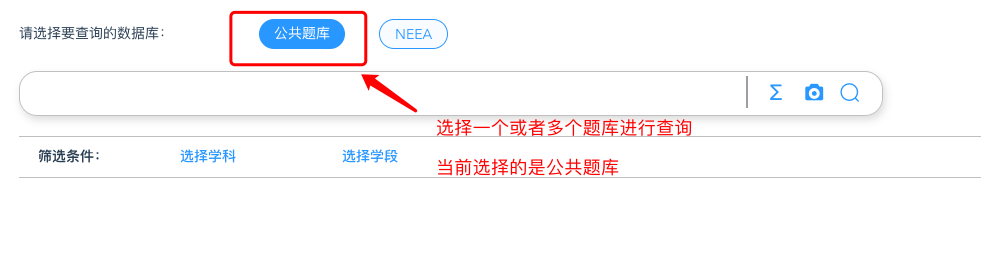 请选择要查询的数据库： 公共题库 NEEA
Σ
选择一个或者多个题库进行查询
筛选条件： 选择学科 选择学段
当前选择的是公共题库